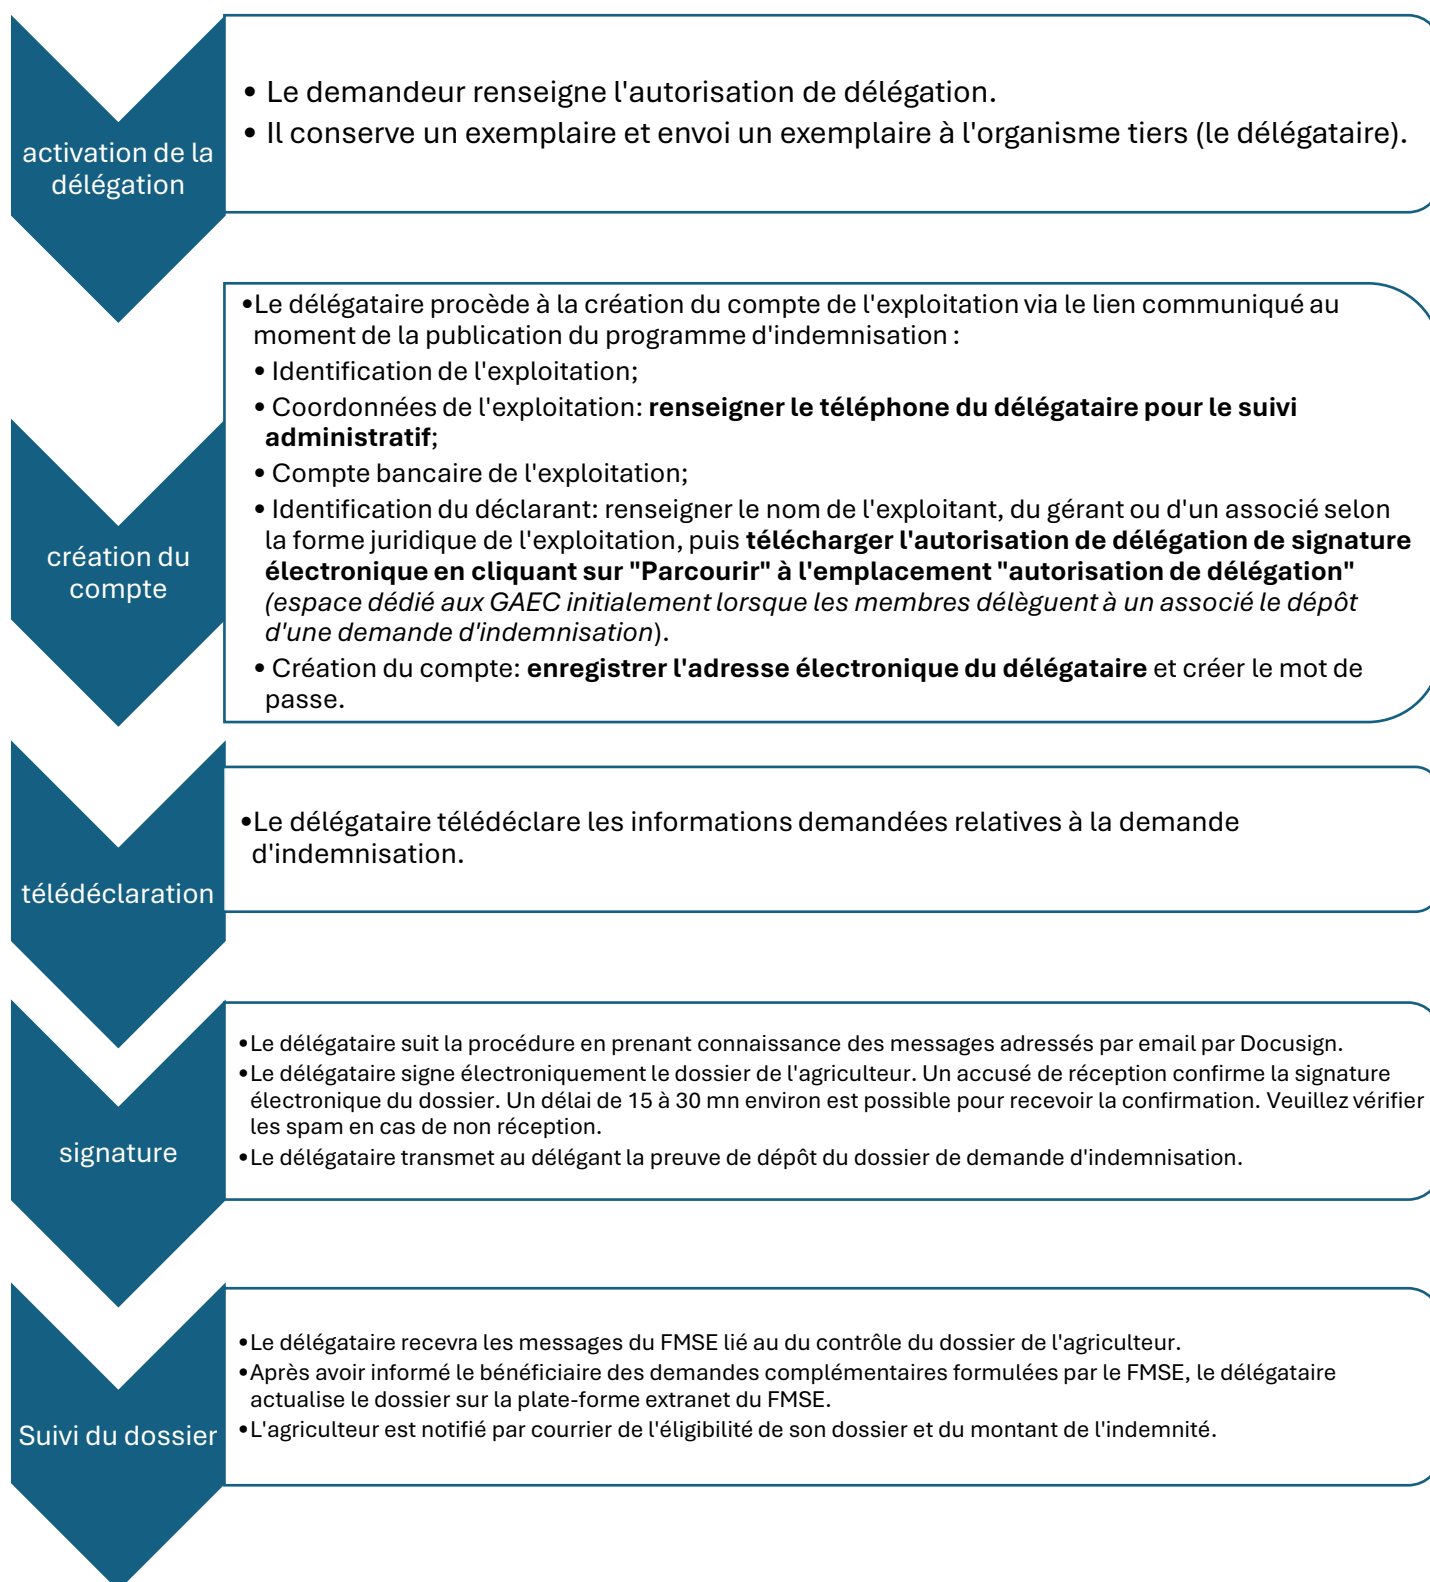 activation de la
délégation
• Le demandeur renseigne l'autorisation de délégation.
• Il conserve un exemplaire et envoi un exemplaire à l'organisme tiers (le délégataire).
création du
compte
•Le délégataire procède à la création du compte de l'exploitation via le lien communiqué au
moment de la publication du programme d'indemnisation :
• Identification de l'exploitation;
• Coordonnées de l'exploitation: renseigner le téléphone du délégataire pour le suivi
administratif;
• Compte bancaire de l'exploitation;
• Identification du déclarant: renseigner le nom de l'exploitant, du gérant ou d'un associé selon
la forme juridique de l'exploitation, puis télécharger l'autorisation de délégation de signature
électronique en cliquant sur "Parcourir" à l'emplacement "autorisation de délégation"
(espace dédié aux GAEC initialement lorsque les membres délèguent à un associé le dépôt
d'une demande d'indemnisation).
• Création du compte: enregistrer l'adresse électronique du délégataire et créer le mot de
passe.
télédéclaration
•Le délégataire télédéclare les informations demandées relatives à la demande
d'indemnisation.
signature
•Le délégataire suit la procédure en prenant connaissance des messages adressés par email par Docusign.
•Le délégataire signe électroniquement le dossier de l'agriculteur. Un accusé de réception confirme la signature
électronique du dossier. Un délai de 15 à 30 mn environ est possible pour recevoir la confirmation. Veuillez vérifier
les spam en cas de non réception.
•Le délégataire transmet au délégant la preuve de dépôt du dossier de demande d'indemnisation.
Suivi du dossier
•Le délégataire recevra les messages du FMSE lié au du contrôle du dossier de l'agriculteur.
•Après avoir informé le bénéficiaire des demandes complémentaires formulées par le FMSE, le délégataire
actualise le dossier sur la plate-forme extranet du FMSE.
•L'agriculteur est notifié par courrier de l'éligibilité de son dossier et du montant de l'indemnité.